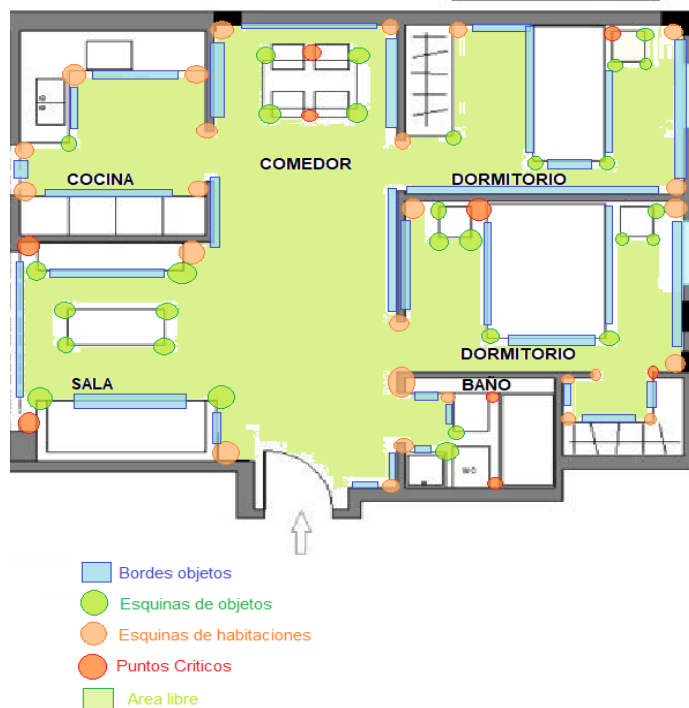 COMEDOR
COCINA
DORMITORIO
DORMITORIO
SALA
BAÑO
Bordes objetos
Esquinas de objetos
Esquinas de habitaciones
Puntos Criticos
Area libre